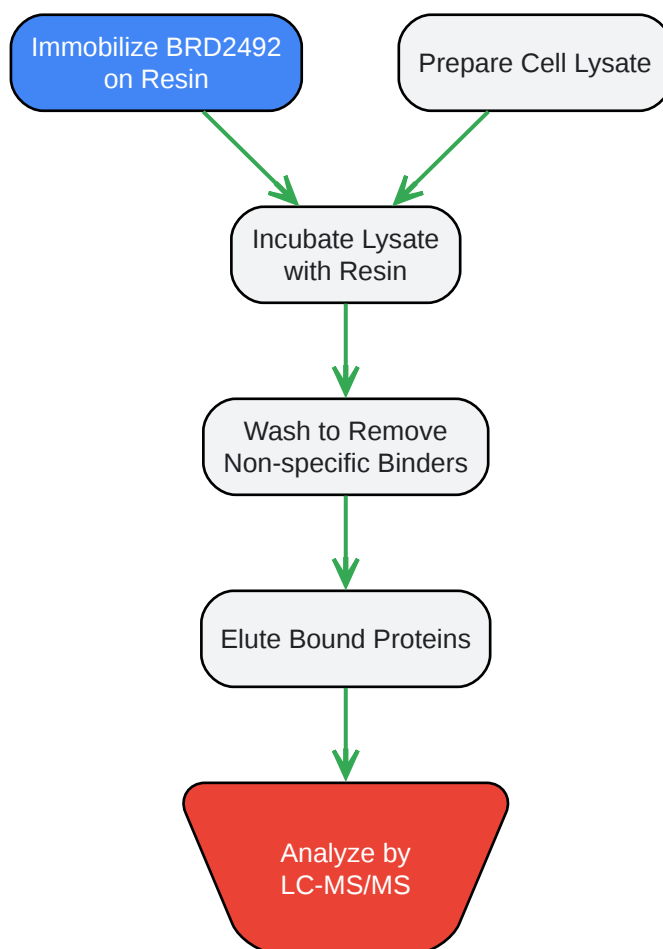 Immobilize BRD2492
on Resin
Prepare Cell Lysate
Incubate Lysate
with Resin
Wash to Remove
Non-specific Binders
Elute Bound Proteins
Analyze by
LC-MS/MS